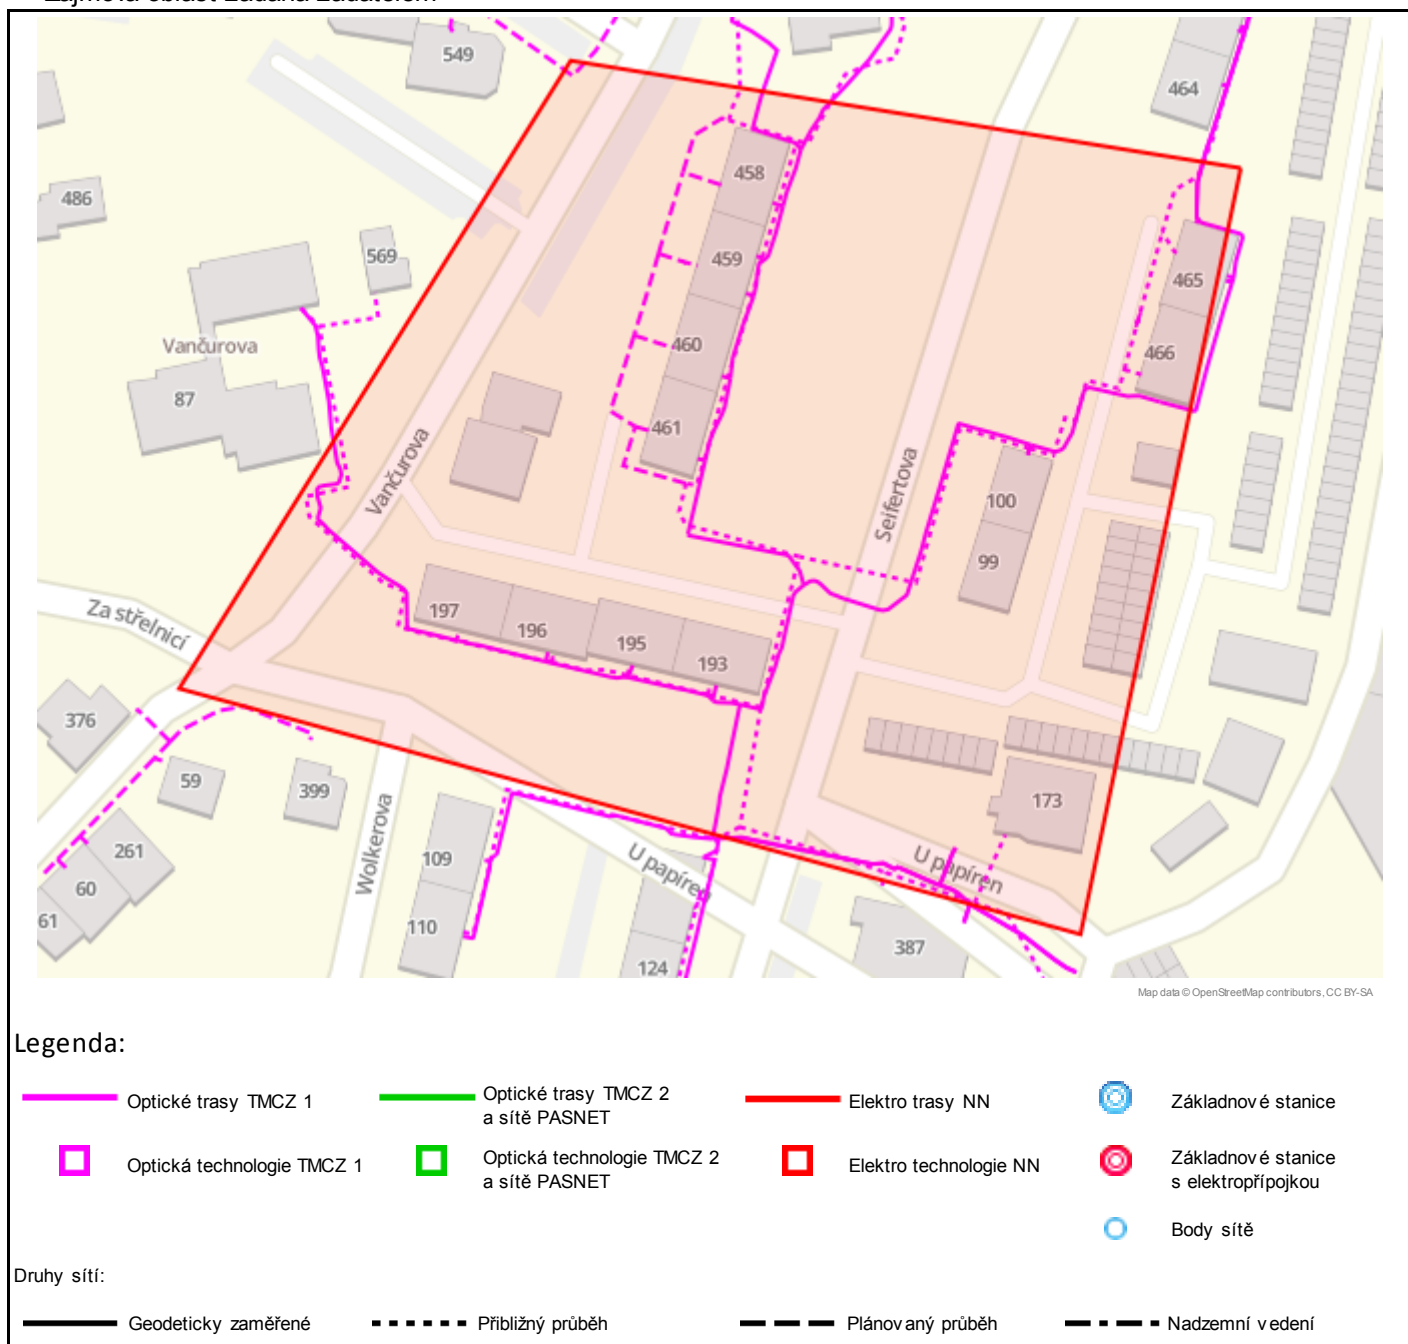 Zájmová oblast zadaná žadatelem
549
464
458
486
459
569
465
Vančurova
460
466
87
461
Vančurova
Seifertova
100
99
Za střelnicí
197
196
195
193
376
59
399
173
Wolkerova
261
109
U papíren
U papíren
60
61
110
387
124
Map data © OpenStreetMap contributors, CC BY-SA
Legenda:
Optické trasy TMCZ 1
Optické trasy TMCZ 2
a sítě PASNET
Elektro trasy NN
Základnové stanice
Optická technologie TMCZ 1
Optická technologie TMCZ 2
a sítě PASNET
Elektro technologie NN
Základnové stanice
s elektropřípojkou
Body sítě
Druhy sítí:
Geodeticky zaměřené
Přibližný průběh
Plánovaný průběh
Nadzemní vedení